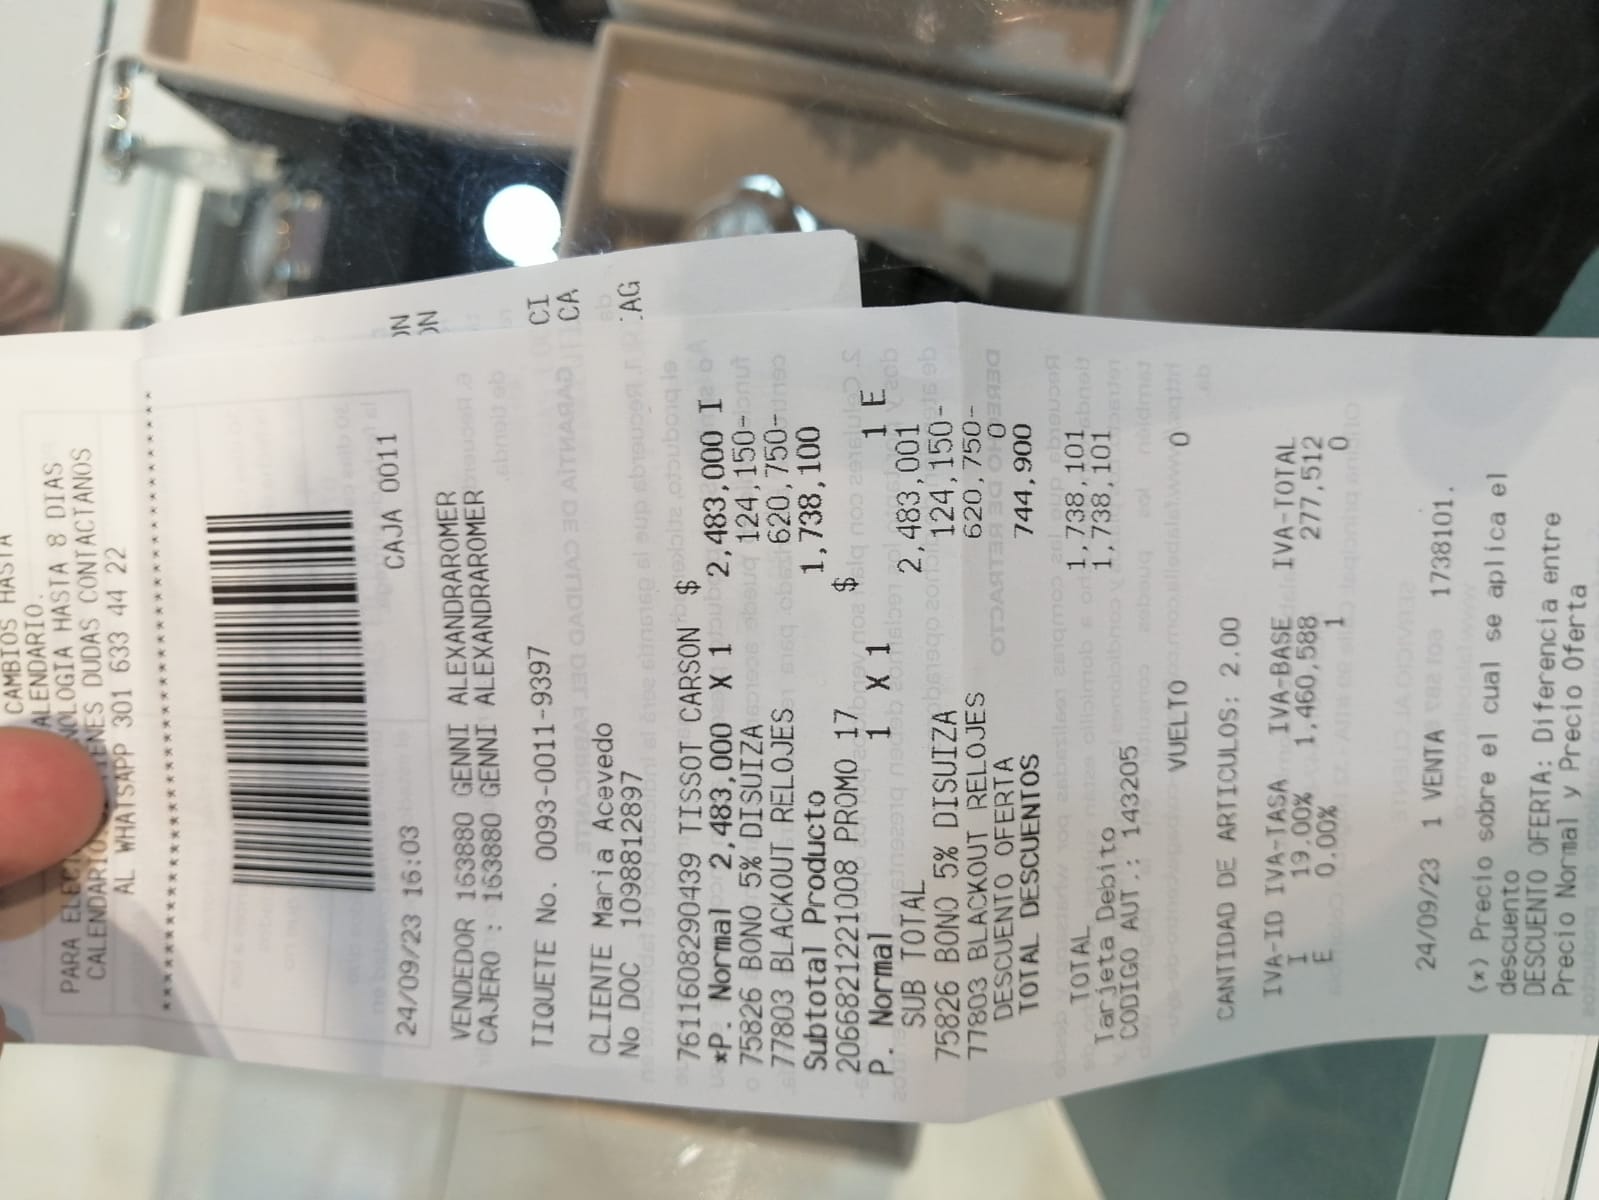 CAMBIOS HASTA
ALENDARIO.
PARA ELEC NOLOGIA HASTA 8 DIAS
CALENDARIO. TIENES DUDAS CONTACTANOS
AL WHATSAPP 301 633 44 22
24/09/23 16:03 CAJA 0011
VENDEDOR 163880 GENNI ALEXANDRAROMER
CAJERO : 163880 GENNI ALEXANDRAROMER
TIQUETE No. 0093-0011-9397
CLIENTE Maria Acevedo
No DOC 1098812897
7611608290439 TISSOT CARSON $
*P. Normal 2,483,000 X 1 2,483,000 I
75826 BONO 5% DISUIZA 124,150-
77803 BLACKOUT RELOJES 620,750-
Subtotal Producto 1,738,100
2066821221008 PROMO 17 $
P. Normal 1 X 1 1 E
SUB TOTAL 2,483,001
75826 BONO 5% DISUIZA 124,150-
77803 BLACKOUT RELOJES 620,750-
DESCUENTO OFERTA 0
TOTAL DESCUENTOS 744,900
TOTAL 1,738,101
Tarjeta Debito 1,738,101
CODIGO AUT.: 143205
VUELTO 0
CANTIDAD DE ARTICULOS: 2.00
IVA-ID IVA-TASA IVA-BASE IVA-TOTAL
I 19.00% 1,460,588 277,512
E 0.00% 1 0
24/09/23 1 VENTA 1738101.
(*) Precio sobre el cual se aplica el
descuento
DESCUENTO OFERTA: Diferencia entre
Precio Normal y Precio Oferta
ON
ON
CI
CA
AG